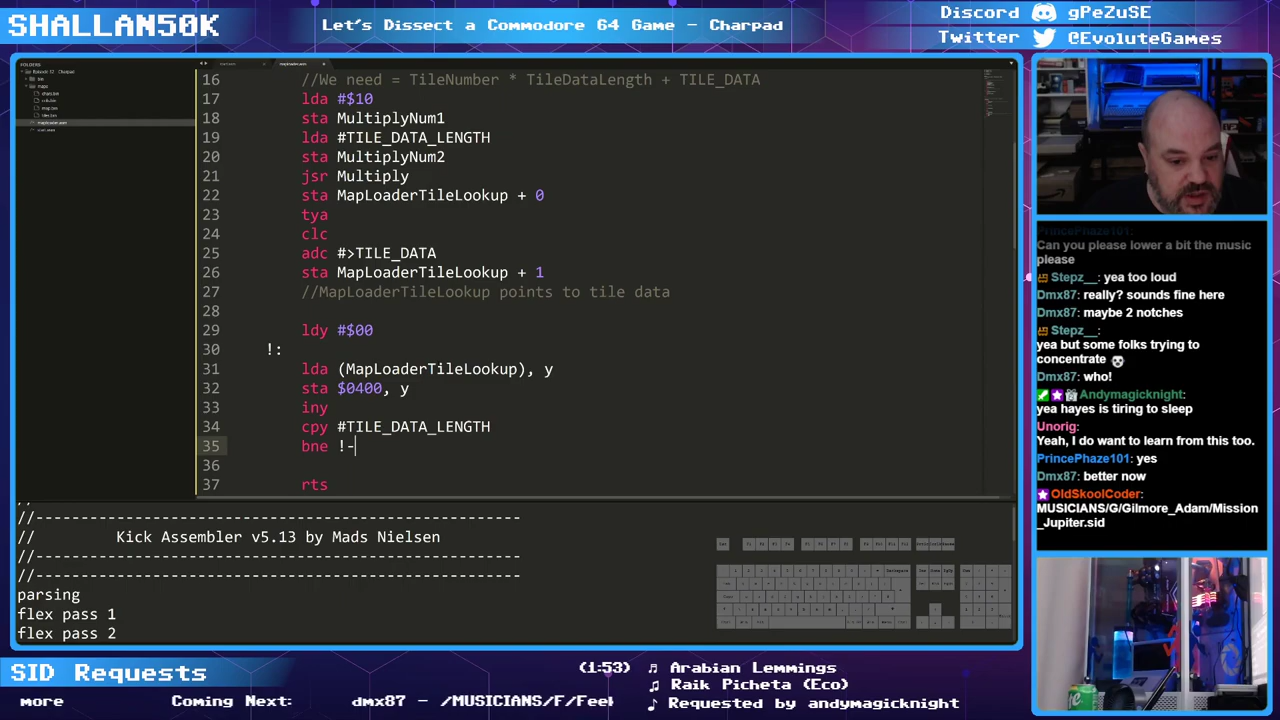 SHALLAN50K
Let's Dissect a Commodore 64 Game - Charpad
Discord gPeZuSE
Twitter @EvoluteGames
FOLDERS
16 //We need = TileNumber * TileDataLength + TILE_DATA
17 lda #$10
18 sta MultiplyNum1
19 lda #TILE_DATA_LENGTH
20 sta MultiplyNum2
21 jsr Multiply
22 sta MapLoaderTileLookup + 0
23 tya
24 clc
25 adc #>TILE_DATA
26 sta MapLoaderTileLookup + 1
27 //MapLoaderTileLookup points to tile data
28
29 ldy #$00
30 !:
31 lda (MapLoaderTileLookup), y
32 sta $0400, y
33 iny
34 cpy #TILE_DATA_LENGTH
35 bne !-
36
37 rts
//-----------------------------------------------------
// Kick Assembler v5.13 by Mads Nielsen
//-----------------------------------------------------
//-----------------------------------------------------
parsing
flex pass 1
flex pass 2
PrincePhaze101:
Can you please lower a bit the music
please
Stepz__: yea too loud
Dmx87: really? sounds fine here
Dmx87: maybe 2 notches
Stepz__:
yea but some folks trying to
concentrate
Dmx87: who!
Andymagicknight:
yea hayes is tiring to sleep
Unorig:
Yeah, I do want to learn from this too.
PrincePhaze101: yes
Dmx87: better now
OldSkoolCoder:
MUSICIANS/G/Gilmore_Adam/Mission
_Jupiter.sid
SID Requests
(1:53) ♫ Arabian Lemmings
♫ Raik Picheta (Eco)
♪ Requested by andymagicknight
more Coming Next: dmx87 - /MUSICIANS/F/Feel